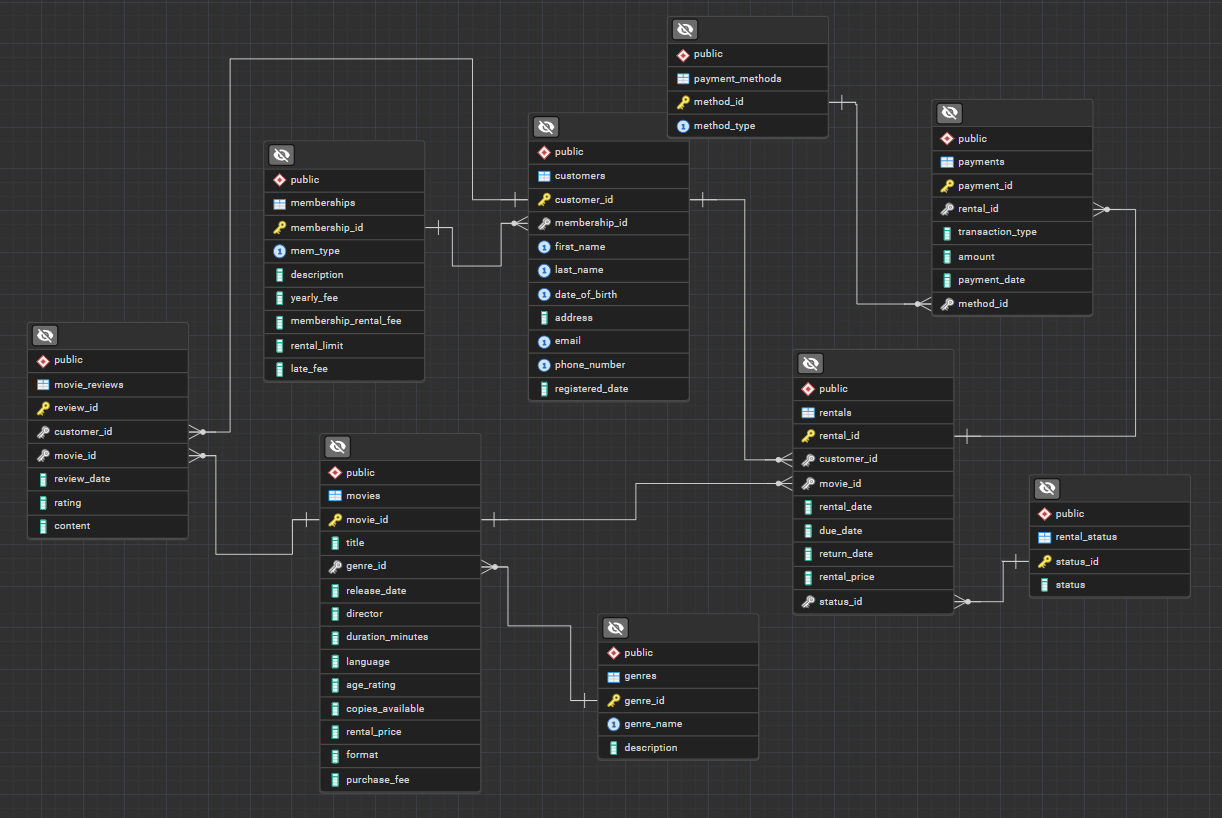 public
payment_methods
method_id
method_type
public
payments
payment_id
rental_id
transaction_type
amount
payment_date
method_id
public
customers
customer_id
membership_id
first_name
last_name
date_of_birth
address
email
phone_number
registered_date
public
memberships
membership_id
mem_type
description
yearly_fee
membership_rental_fee
rental_limit
late_fee
public
movie_reviews
review_id
customer_id
movie_id
review_date
rating
content
public
rentals
rental_id
customer_id
movie_id
rental_date
due_date
return_date
rental_price
status_id
public
movies
movie_id
title
genre_id
release_date
director
duration_minutes
language
age_rating
copies_available
rental_price
format
purchase_fee
public
rental_status
status_id
status
public
genres
genre_id
genre_name
description